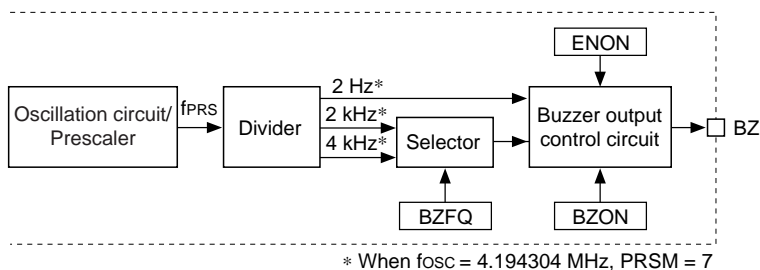 ENON
2 Hz*
Oscillation circuit/
Prescaler
fPRS
Divider
2 kHz*
4 kHz*
Selector
Buzzer output
control circuit
BZ
BZFQ
BZON
* When fOSC = 4.194304 MHz, PRSM = 7